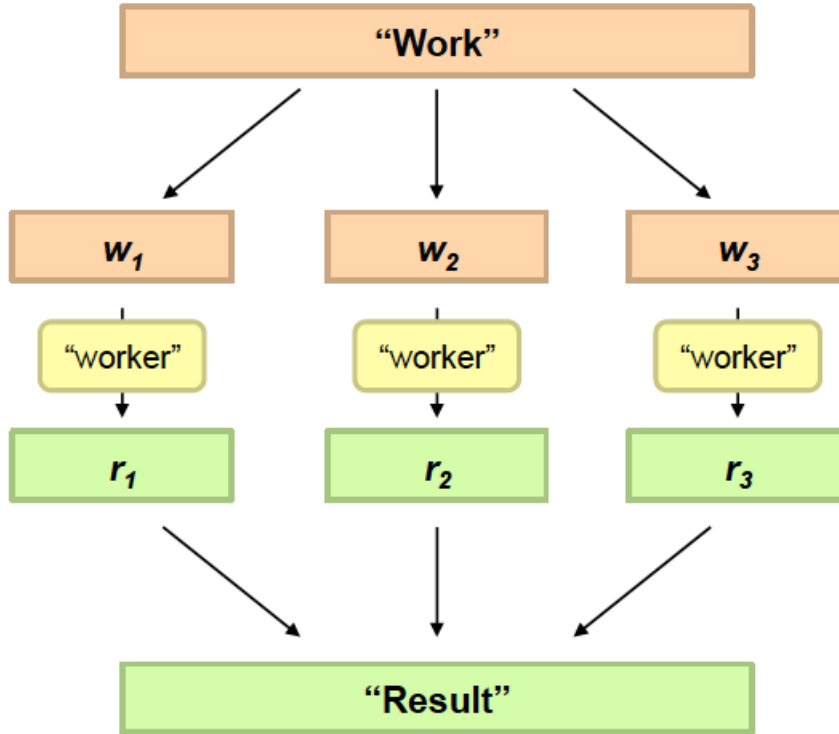 “Work”
w1 w2 w3
“worker” “worker” “worker”
r1 r2 r3
“Result”